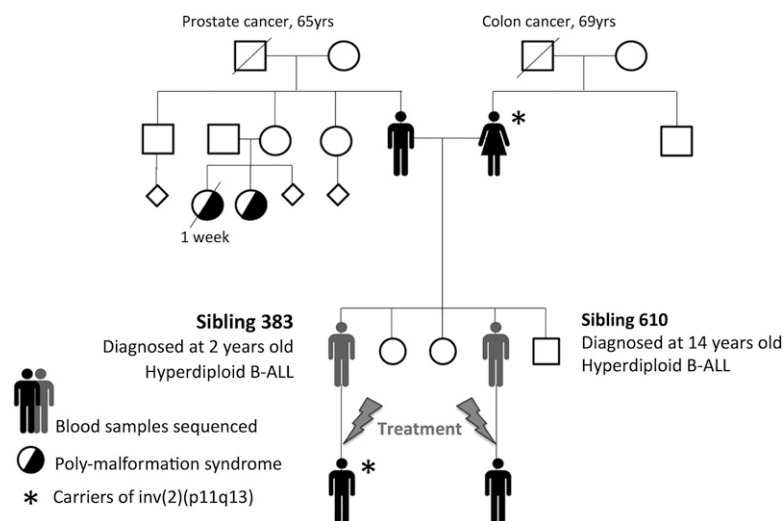 Prostate cancer, 65yrs
Colon cancer, 69yrs
*
1 week
Sibling 383
Diagnosed at 2 years old
Hyperdiploid B-ALL
Sibling 610
Diagnosed at 14 years old
Hyperdiploid B-ALL
Treatment
*
Blood samples sequenced
Poly-malformation syndrome
* Carriers of inv(2)(p11q13)